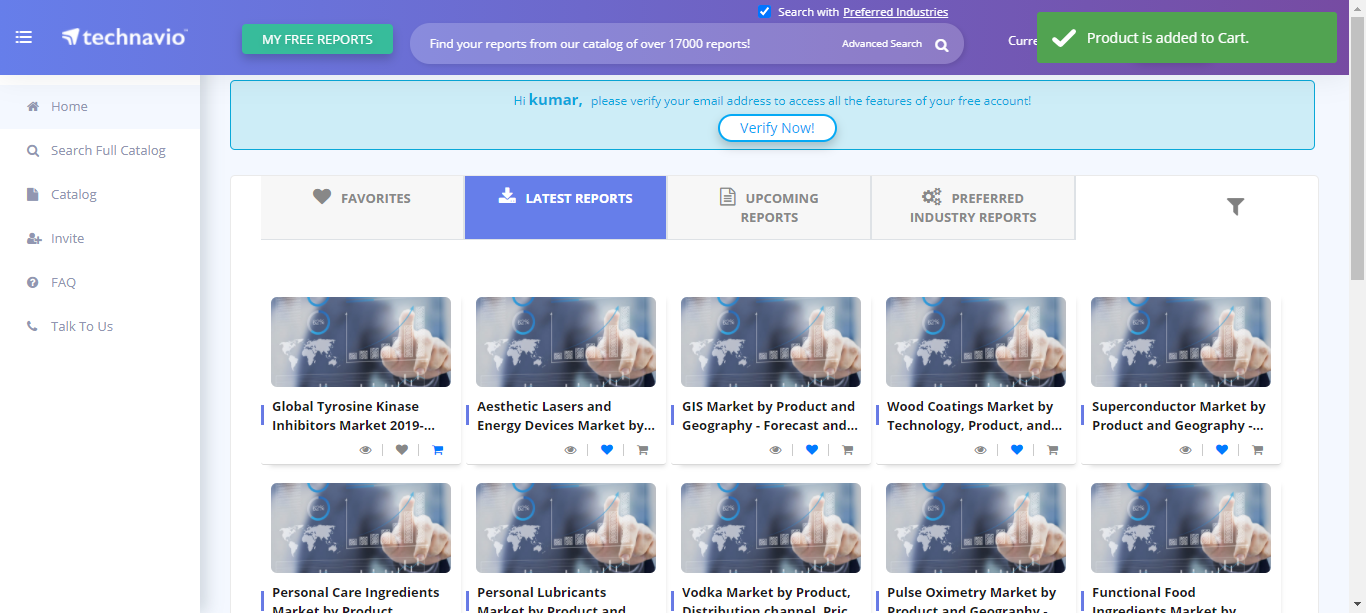 Search with Preferred Industries
technavio
MY FREE REPORTS
Find your reports from our catalog of over 17000 reports!
Advanced Search
Curre
Product is added to Cart.
Home
Search Full Catalog
Catalog
Invite
FAQ
Talk To Us
Hi kumar, please verify your email address to access all the features of your free account!
Verify Now!
FAVORITES
LATEST REPORTS
UPCOMING
REPORTS
PREFERRED
INDUSTRY REPORTS
Global Tyrosine Kinase
Inhibitors Market 2019-...
Aesthetic Lasers and
Energy Devices Market by...
GIS Market by Product and
Geography - Forecast and...
Wood Coatings Market by
Technology, Product, and...
Superconductor Market by
Product and Geography -...
Personal Care Ingredients
Market by Product
Personal Lubricants
Market by Product and
Vodka Market by Product,
Distribution channel, Pric
Pulse Oximetry Market by
Product and Geography -
Functional Food
Ingredients Market by